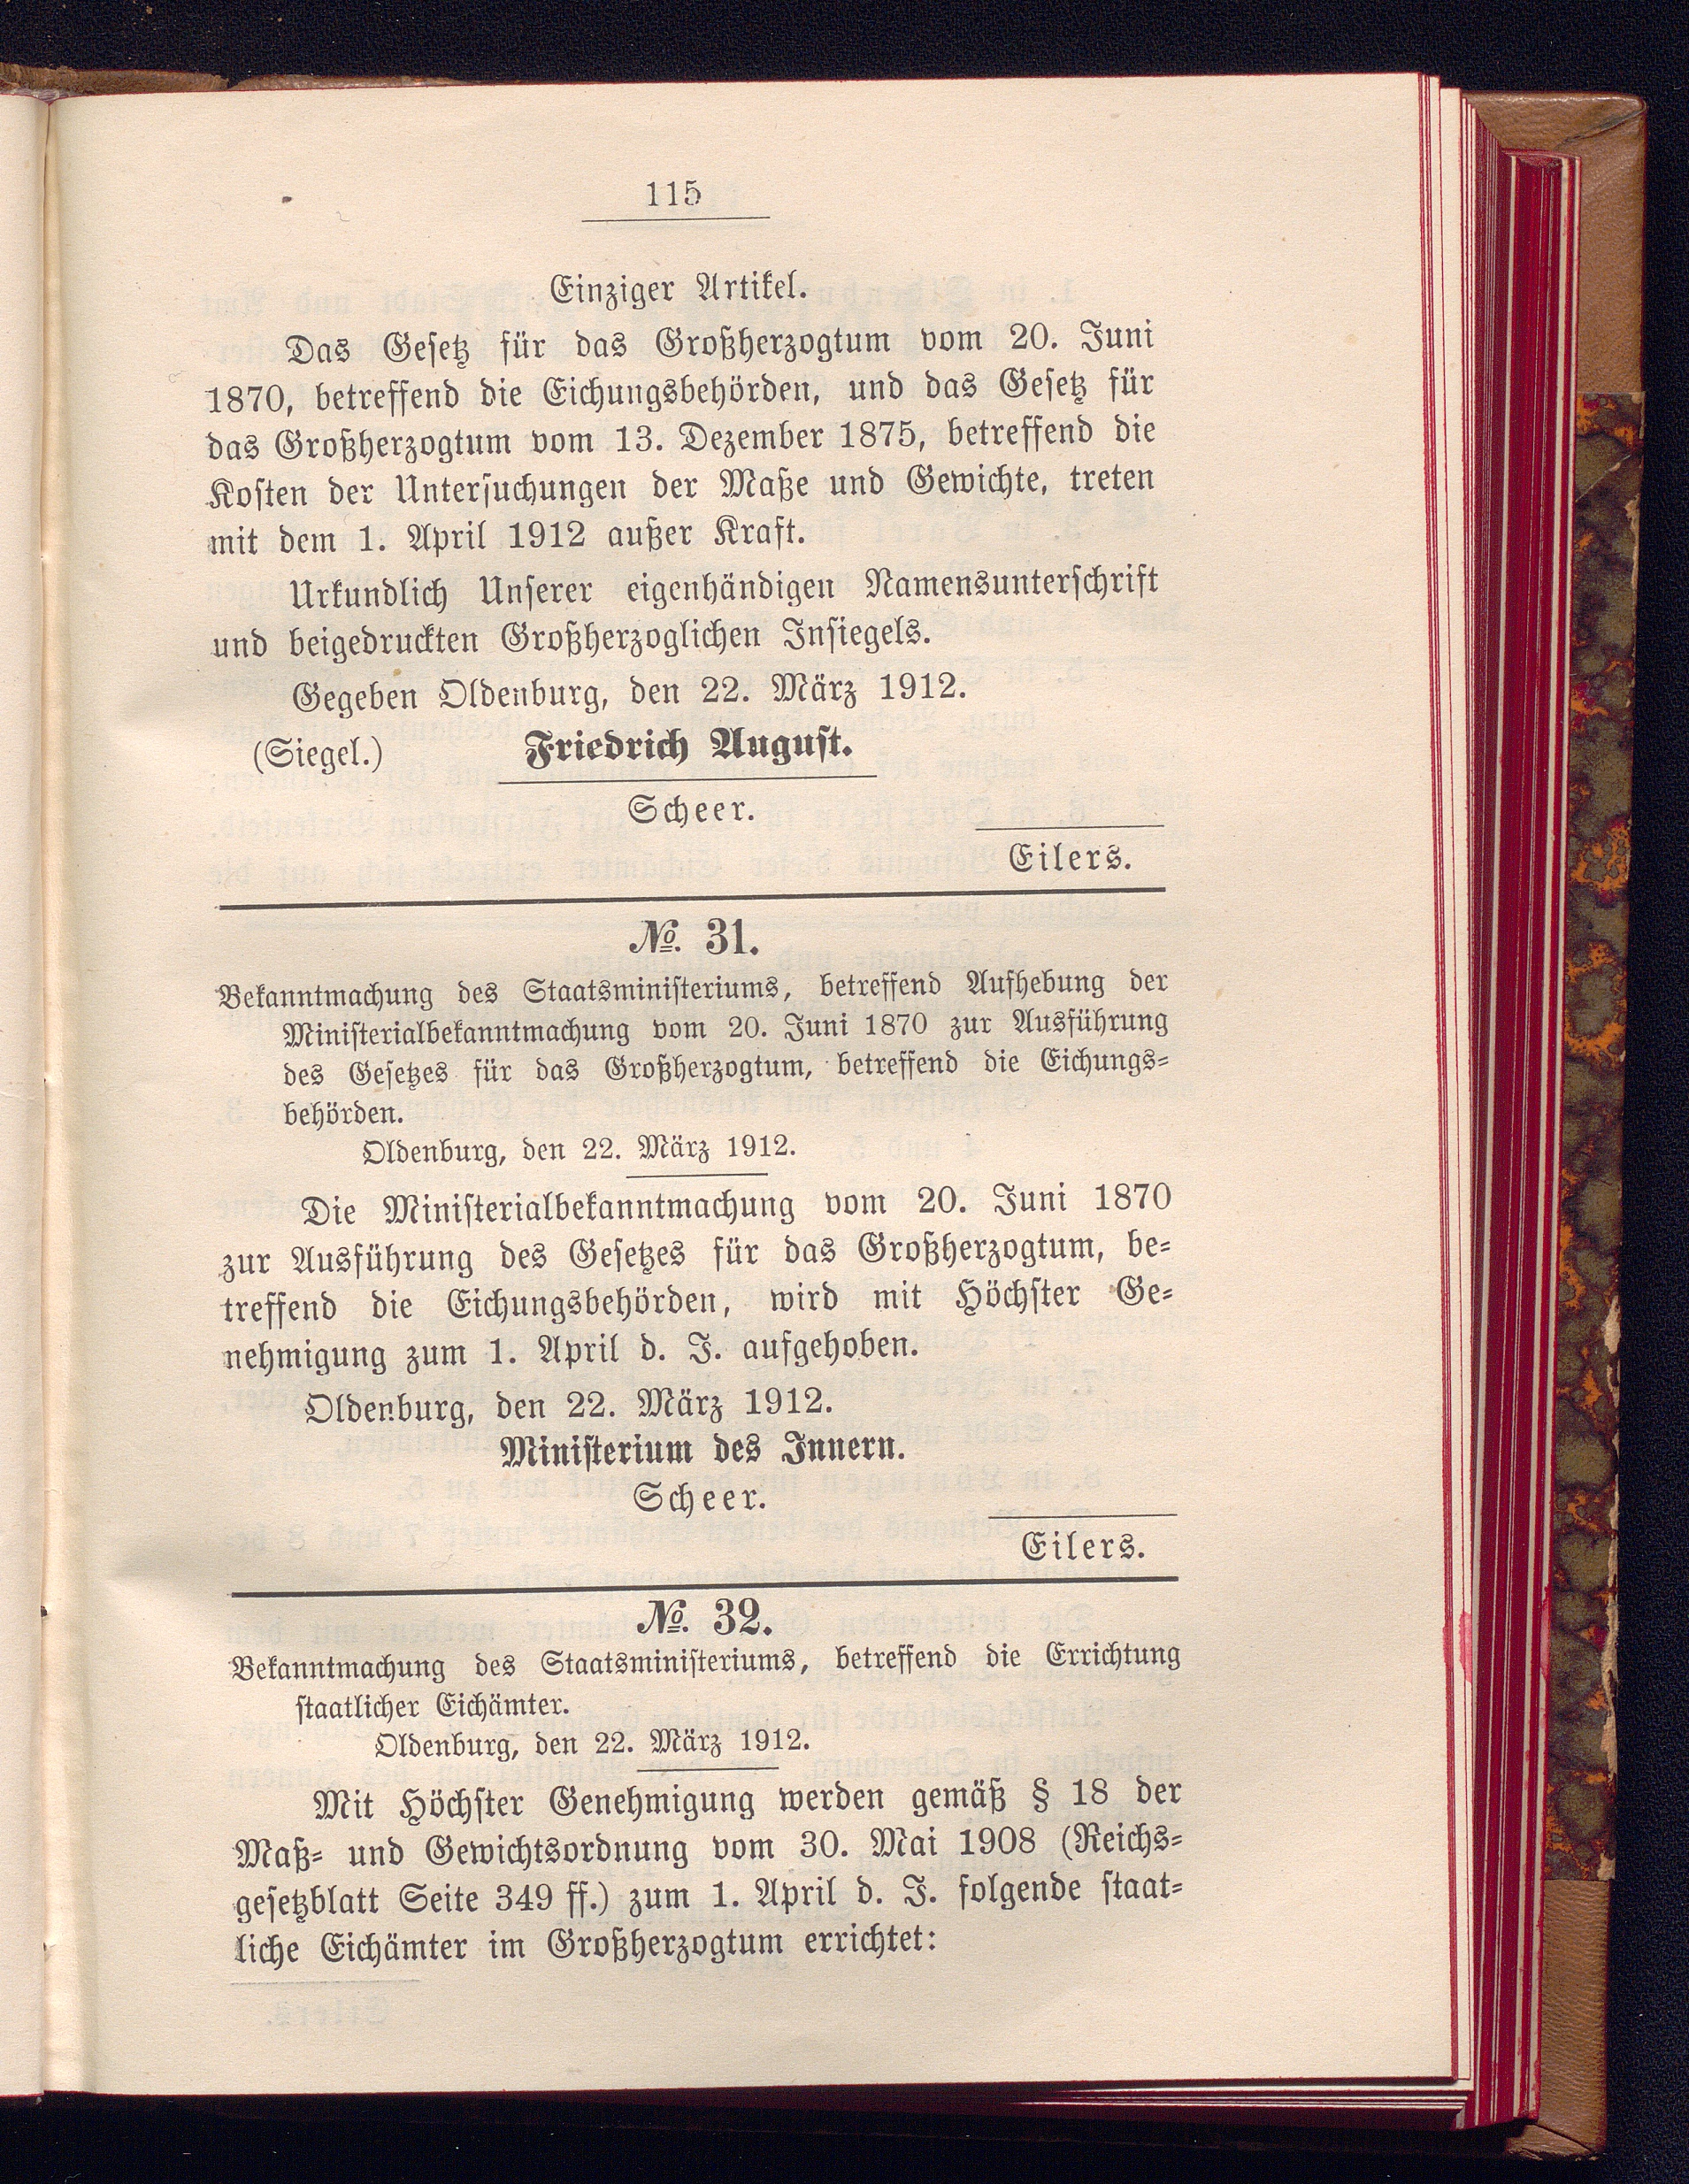 115
Einziger Artikel.
Das Gesetz für das Großherzogtum vom 20. Juni
1870, betreffend die Eichungsbehörden, und das Gesetz für
das Großherzogtum vom 13. Dezember 1875, betreffend die
Kosten der Untersuchungen der Maße und Gewichte, treten
mit dem 1. April 1912 außer Kraft.
Urkundlich Unserer eigenhändigen Namensunterschrift
und beigedruckten Großherzoglichen Insiegels.
Gegeben Oldenburg, den 22. März 1912.
(Siegel.) Friedrich August.
Scheer.
Eilers.
№. 31.
Bekanntmachung des Staatsministeriums, betreffend Aufhebung der
Ministerialbekanntmachung vom 20. Juni 1870 zur Ausführung
des Gesetzes für das Großherzogtum, betreffend die Eichungs-
behörden.
Oldenburg, den 22. März 1912.
Die Ministerialbekanntmachung vom 20. Juni 1870
zur Ausführung des Gesetzes für das Großherzogtum, be-
treffend die Eichungsbehörden, wird mit Höchster Ge-
nehmigung zum 1. April d. J. aufgehoben.
Oldenburg, den 22. März 1912.
Ministerium des Innern.
Scheer.
Eilers.
№. 32.
Bekanntmachung des Staatsministeriums, betreffend die Errichtung
staatlicher Eichämter.
Oldenburg, den 22. März 1912.
Mit Höchster Genehmigung werden gemäß § 18 der
Maß- und Gewichtsordnung vom 30. Mai 1908 (Reichs-
gesetzblatt Seite 349 ff.) zum 1. April d. J. folgende staat-
liche Eichämter im Großherzogtum errichtet: